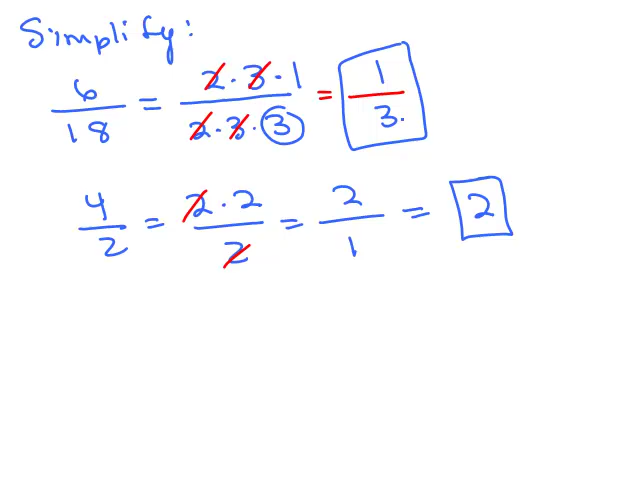 Simplify:
6/18 = 2·3·1/2·3·3 = 1/3.
4/2 = 2·2/2 = 2/1 = 2